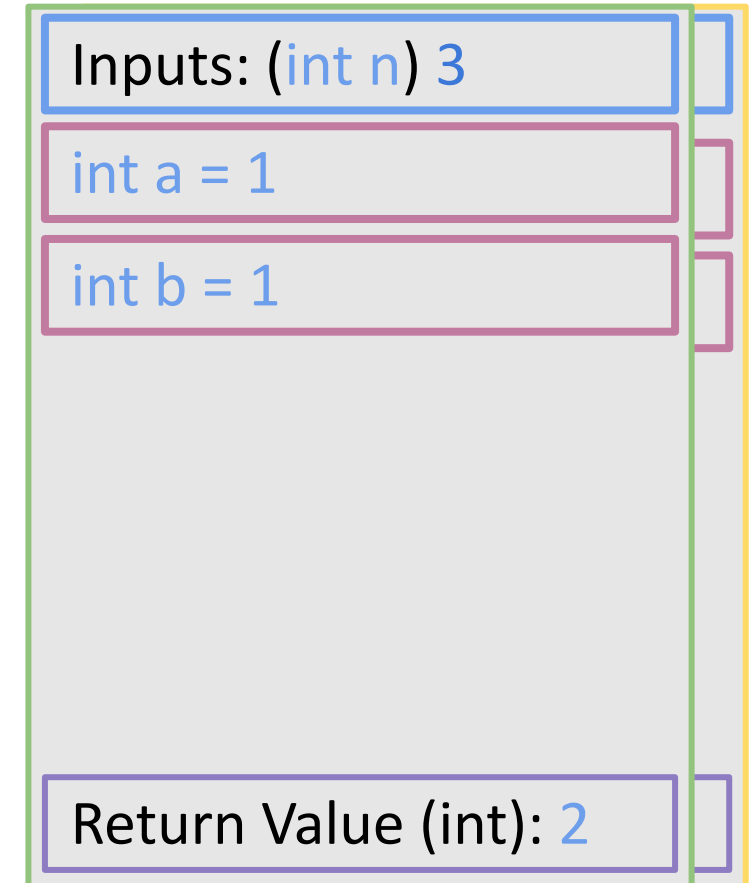 Inputs: (int n) 3
int a = 1
int b = 1
Return Value (int): 2